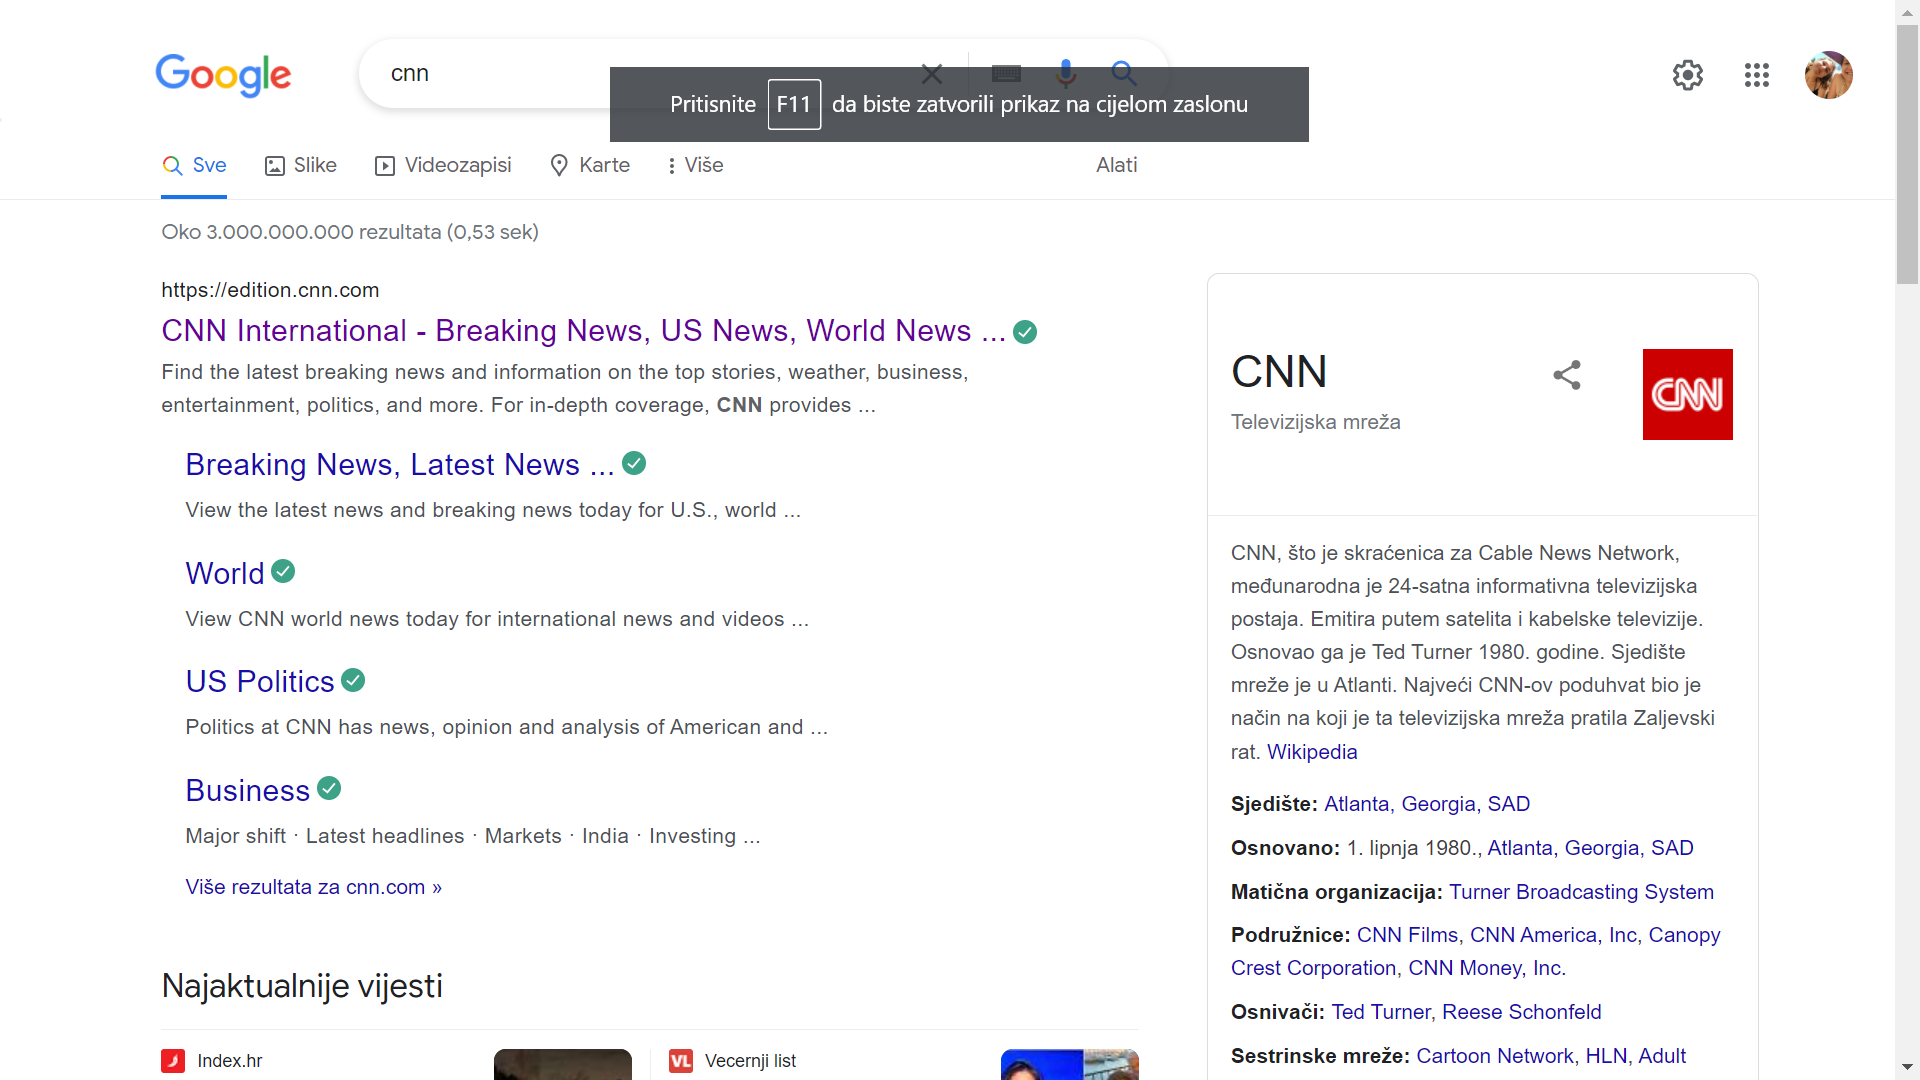 Google
cnn
Pritisnite F11 da biste zatvorili prikaz na cijelom zaslonu
Sve Slike Videozapisi Karte Više Alati
Oko 3.000.000.000 rezultata (0,53 sek)
https://edition.cnn.com
CNN International - Breaking News, US News, World News ...
Find the latest breaking news and information on the top stories, weather, business,
entertainment, politics, and more. For in-depth coverage, CNN provides ...
Breaking News, Latest News ...
View the latest news and breaking news today for U.S., world ...
World
View CNN world news today for international news and videos ...
US Politics
Politics at CNN has news, opinion and analysis of American and ...
Business
Major shift · Latest headlines · Markets · India · Investing ...
Više rezultata za cnn.com »
Najaktualnije vijesti
Index.hr
VL Vecernji list
CNN
Televizijska mreža
CNN
CNN, što je skraćenica za Cable News Network,
međunarodna je 24-satna informativna televizijska
postaja. Emitira putem satelita i kabelske televizije.
Osnovao ga je Ted Turner 1980. godine. Sjedište
mreže je u Atlanti. Najveći CNN-ov poduhvat bio je
način na koji je ta televizijska mreža pratila Zaljevski
rat. Wikipedia
Sjedište: Atlanta, Georgia, SAD
Osnovano: 1. lipnja 1980., Atlanta, Georgia, SAD
Matična organizacija: Turner Broadcasting System
Podružnice: CNN Films, CNN America, Inc, Canopy
Crest Corporation, CNN Money, Inc.
Osnivači: Ted Turner, Reese Schonfeld
Sestrinske mreže: Cartoon Network, HLN, Adult